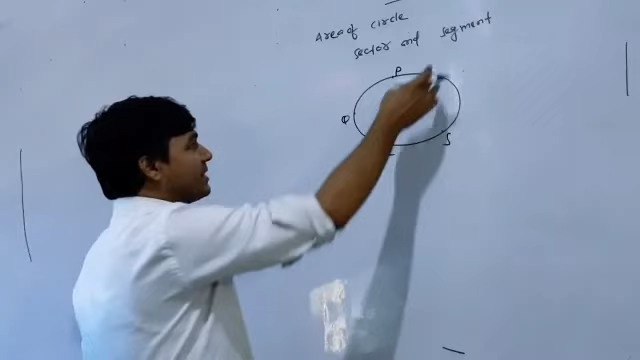 Area of circle
sector and segment
P
Q
S